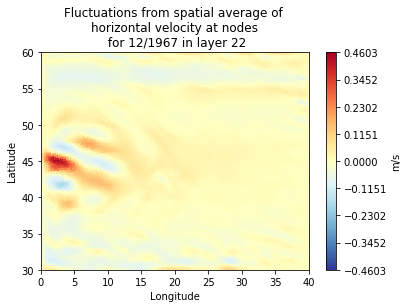 Fluctuations from spatial average of
horizontal velocity at nodes
for 12/1967 in layer 22
60
55
50
45
40
35
30
Latitude
0 5 10 15 20 25 30 35 40
Longitude
0.4603
0.3452
0.2302
0.1151
0.0000
−0.1151
−0.2302
−0.3452
−0.4603
m/s